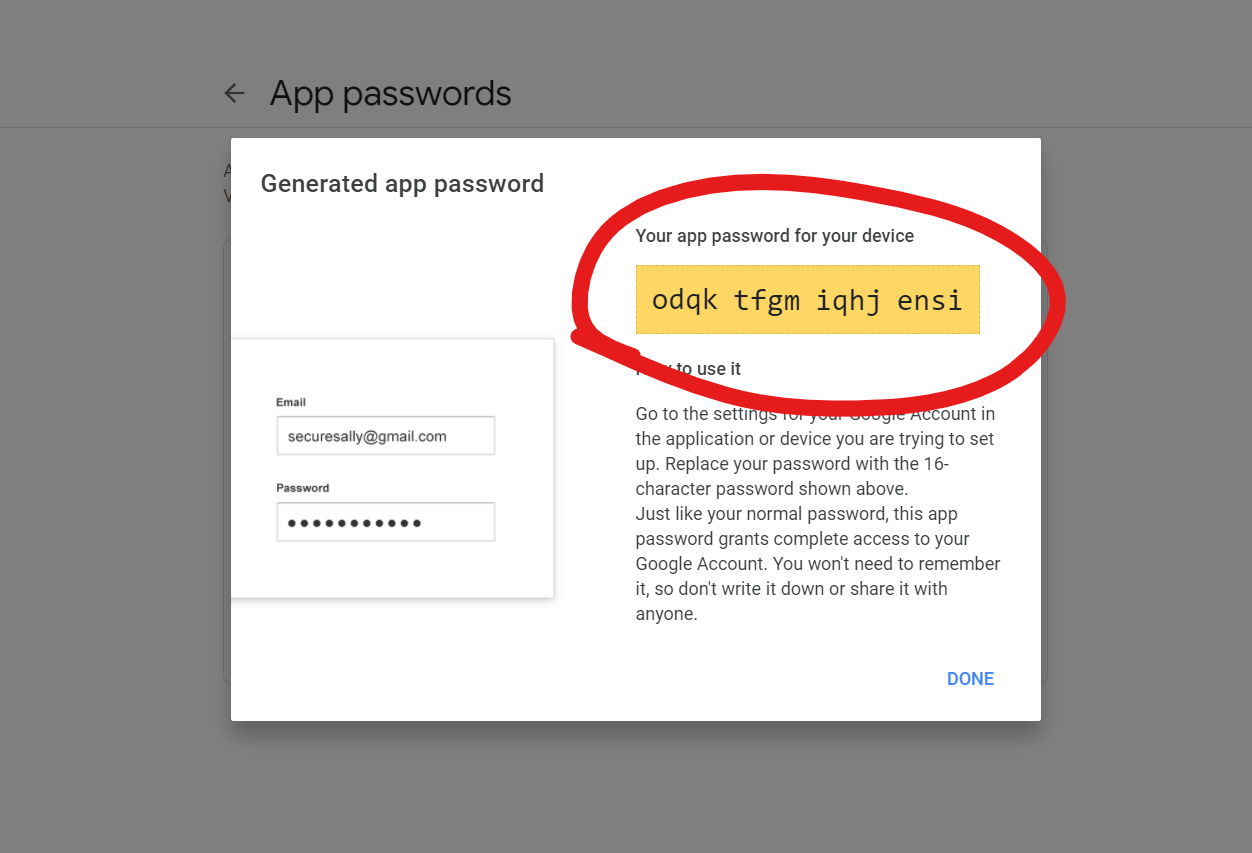 App passwords
Generated app password
Your app password for your device
odqk tfgm iqhj ensi
to use it
Email
securesally@gmail.com
Password
Go to the settings for your Google Account in
the application or device you are trying to set
up. Replace your password with the 16-
character password shown above.
Just like your normal password, this app
password grants complete access to your
Google Account. You won't need to remember
it, so don't write it down or share it with
anyone.
DONE